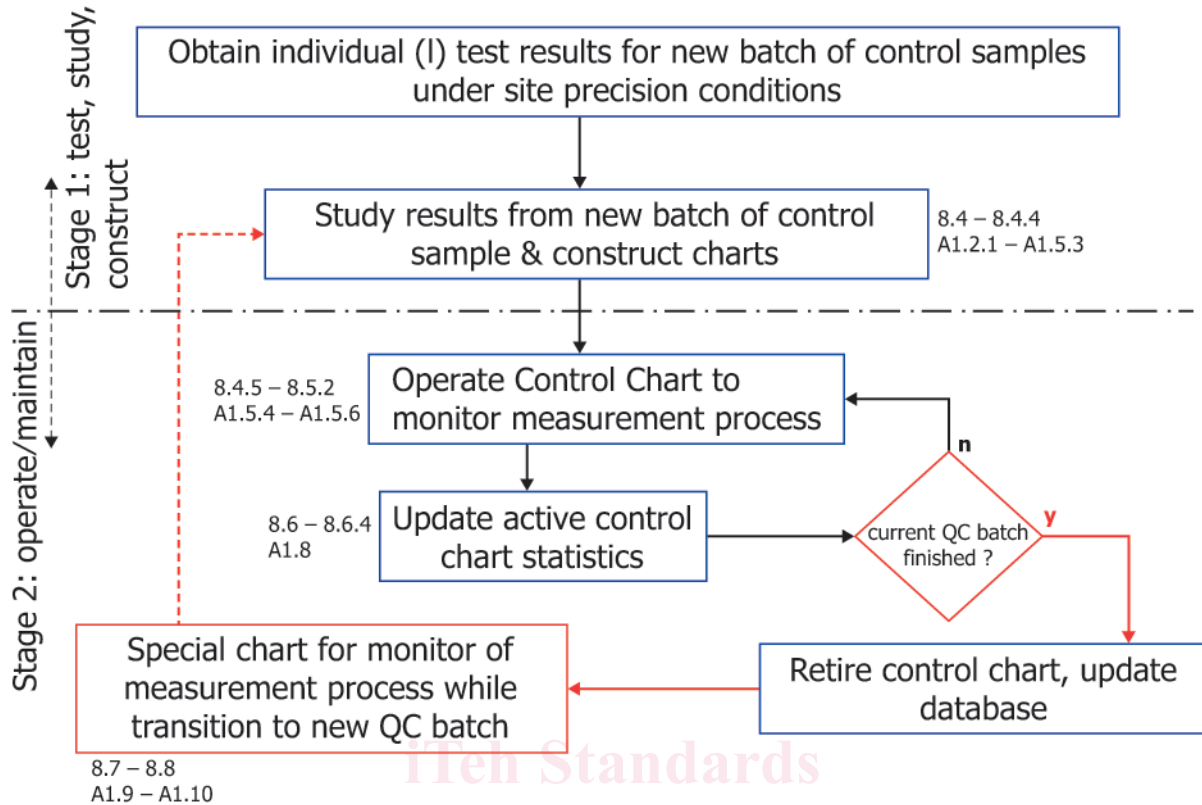 Stage 1: test, study,
construct
Obtain individual (I) test results for new batch of control samples
under site precision conditions
Study results from new batch of control
sample & construct charts
8.4 – 8.4.4
A1.2.1 – A1.5.3
Stage 2: operate/maintain
8.4.5 – 8.5.2
A1.5.4 – A1.5.6
Operate Control Chart to
monitor measurement process
n
8.6 – 8.6.4
A1.8
Update active control
chart statistics
current QC batch
finished ?
y
Special chart for monitor of
measurement process while
transition to new QC batch
Retire control chart, update
database
8.7 – 8.8
A1.9 – A1.10
iTeh Standards